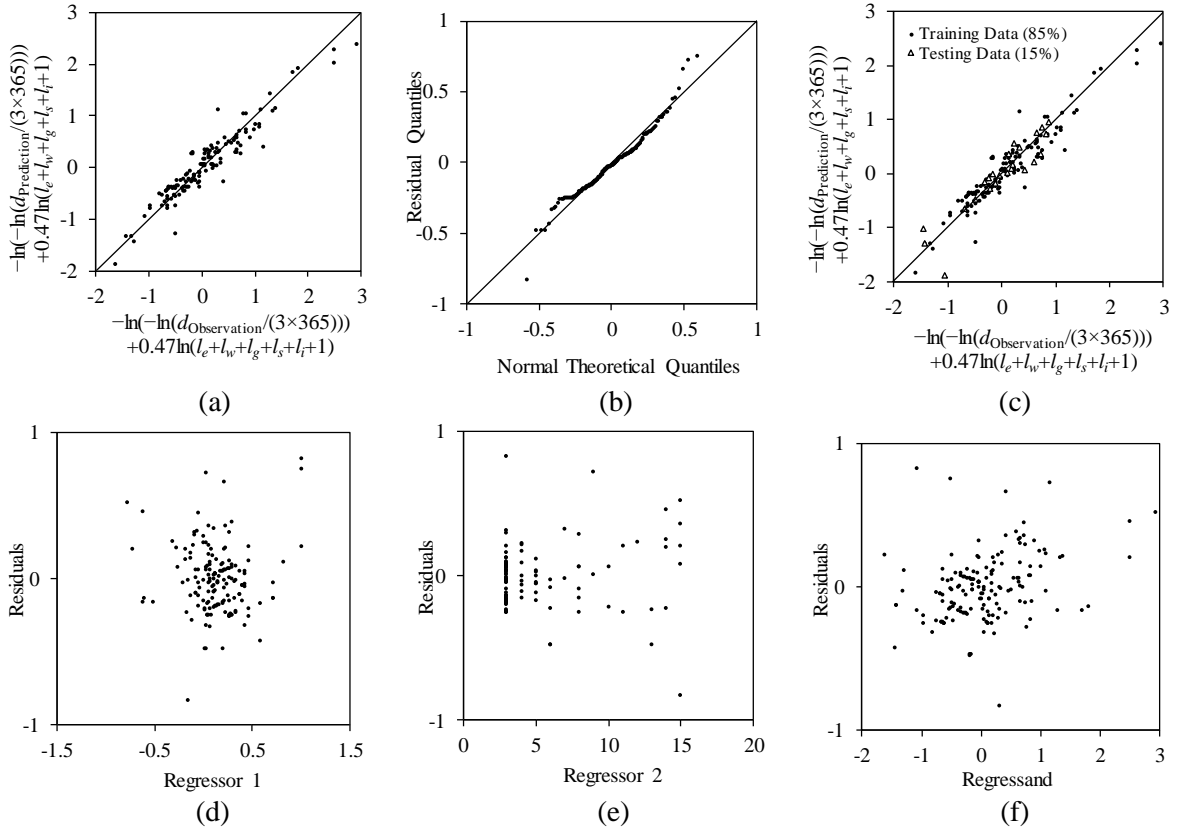 3
2
1
0
-1
-2
-2 -1 0 1 2 3
−ln(−ln(dPrediction/(3×365)))
+0.47ln(le+lw+lg+ls+li+1)
−ln(−ln(dObservation/(3×365)))
+0.47ln(le+lw+lg+ls+li+1)
(a)
1
0.5
0
-0.5
-1
-1 -0.5 0 0.5 1
Residual Quantiles
Normal Theoretical Quantiles
(b)
3
2
1
0
-1
-2
-2 -1 0 1 2 3
Training Data (85%)
Testing Data (15%)
−ln(−ln(dPrediction/(3×365)))
+0.47ln(le+lw+lg+ls+li+1)
−ln(−ln(dObservation/(3×365)))
+0.47ln(le+lw+lg+ls+li+1)
(c)
1
0
-1
-1.5 -0.5 0.5 1.5
Residuals
Regressor 1
(d)
1
0
-1
0 5 10 15 20
Residuals
Regressor 2
(e)
1
0
-1
-2 -1 0 1 2 3
Residuals
Regressand
(f)